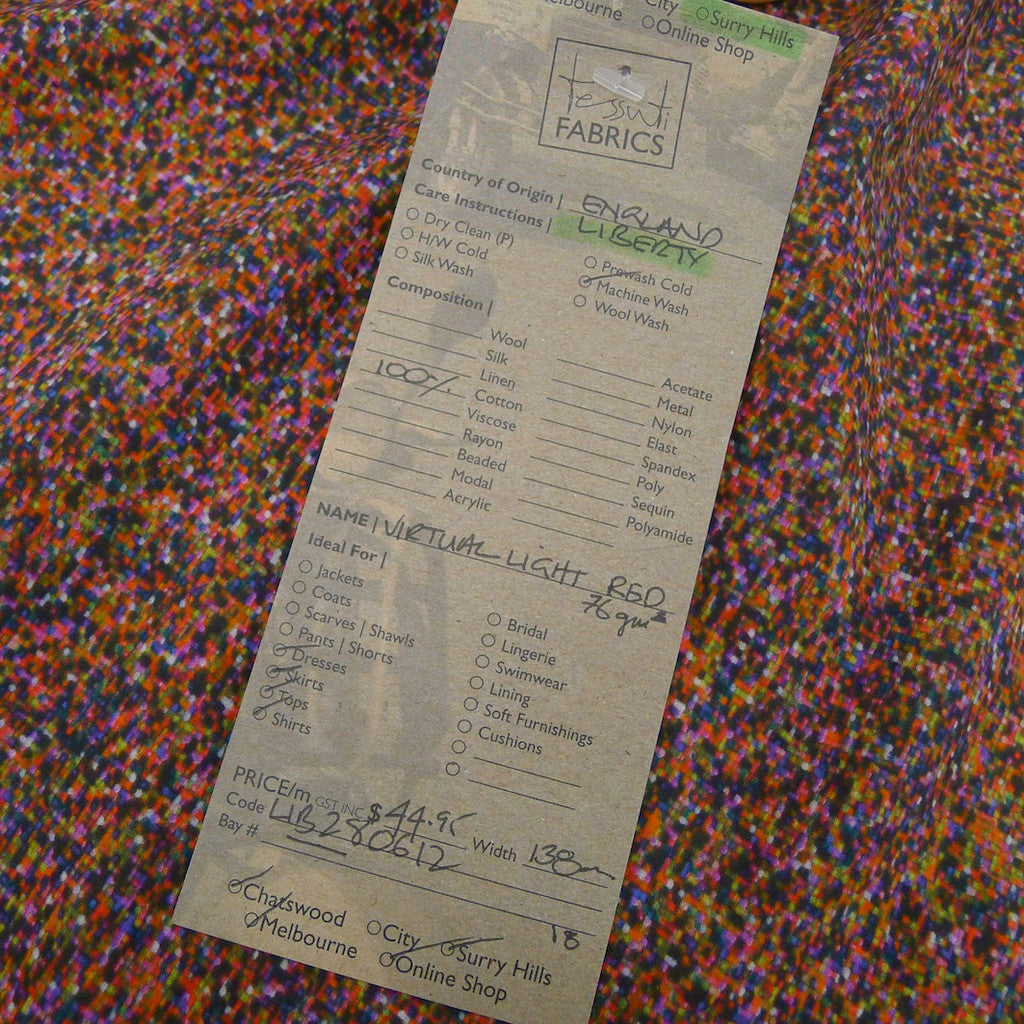 City Surry Hills
Melbourne Online Shop
tessuti
FABRICS
Country of Origin | ENGLAND
Care Instructions | LIBERTY
Dry Clean (P)
H/W Cold
Silk Wash
Prewash Cold
Machine Wash
Wool Wash
Composition |
Wool
Silk
Linen
100% Cotton
Viscose
Rayon
Beaded
Modal
Acrylic
Acetate
Metal
Nylon
Elast
Spandex
Poly
Sequin
Polyamide
NAME | VIRTUAL LIGHT RED
76 gm²
Ideal For |
Jackets
Coats
Scarves | Shawls
Pants | Shorts
Dresses
Skirts
Tops
Shirts
Bridal
Lingerie
Swimwear
Lining
Soft Furnishings
Cushions
PRICE/m GST INC $44.95 Width 138cm
Code LIB280612
Bay # 18
Chatswood City Surry Hills
Melbourne Online Shop